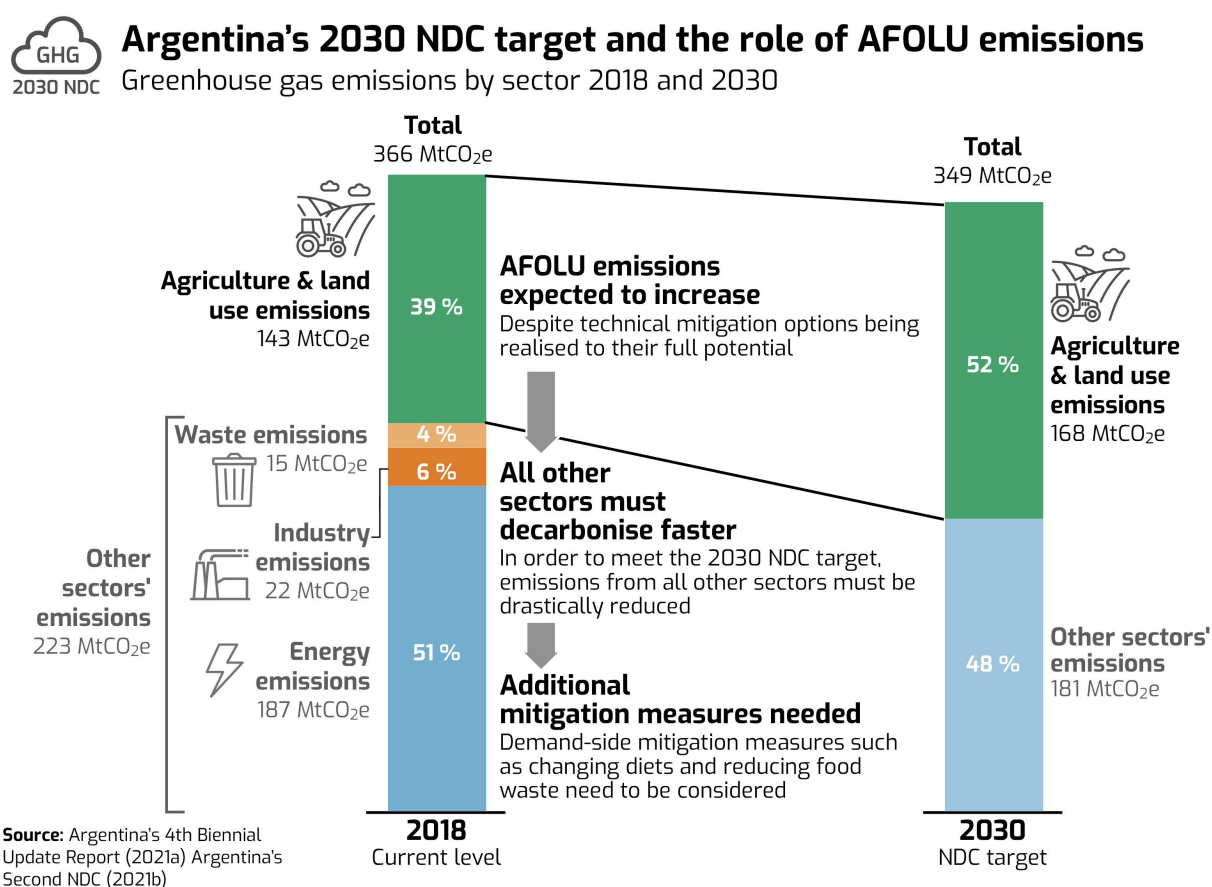 GHG
2030 NDC
Argentina's 2030 NDC target and the role of AFOLU emissions
Greenhouse gas emissions by sector 2018 and 2030
Total
366 MtCO₂e
Agriculture & land
use emissions
143 MtCO₂e
39 %
Waste emissions
15 MtCO₂e
4 %
6 %
Industry
emissions
22 MtCO₂e
Other
sectors'
emissions
223 MtCO₂e
Energy
emissions
187 MtCO₂e
51 %
2018
Current level
AFOLU emissions
expected to increase
Despite technical mitigation options being
realised to their full potential
All other
sectors must
decarbonise faster
In order to meet the 2030 NDC target,
emissions from all other sectors must be
drastically reduced
Additional
mitigation measures needed
Demand-side mitigation measures such
as changing diets and reducing food
waste need to be considered
Total
349 MtCO₂e
52 %
Agriculture
& land use
emissions
168 MtCO₂e
48 %
Other sectors'
emissions
181 MtCO₂e
2030
NDC target
Source: Argentina's 4th Biennial
Update Report (2021a) Argentina's
Second NDC (2021b)